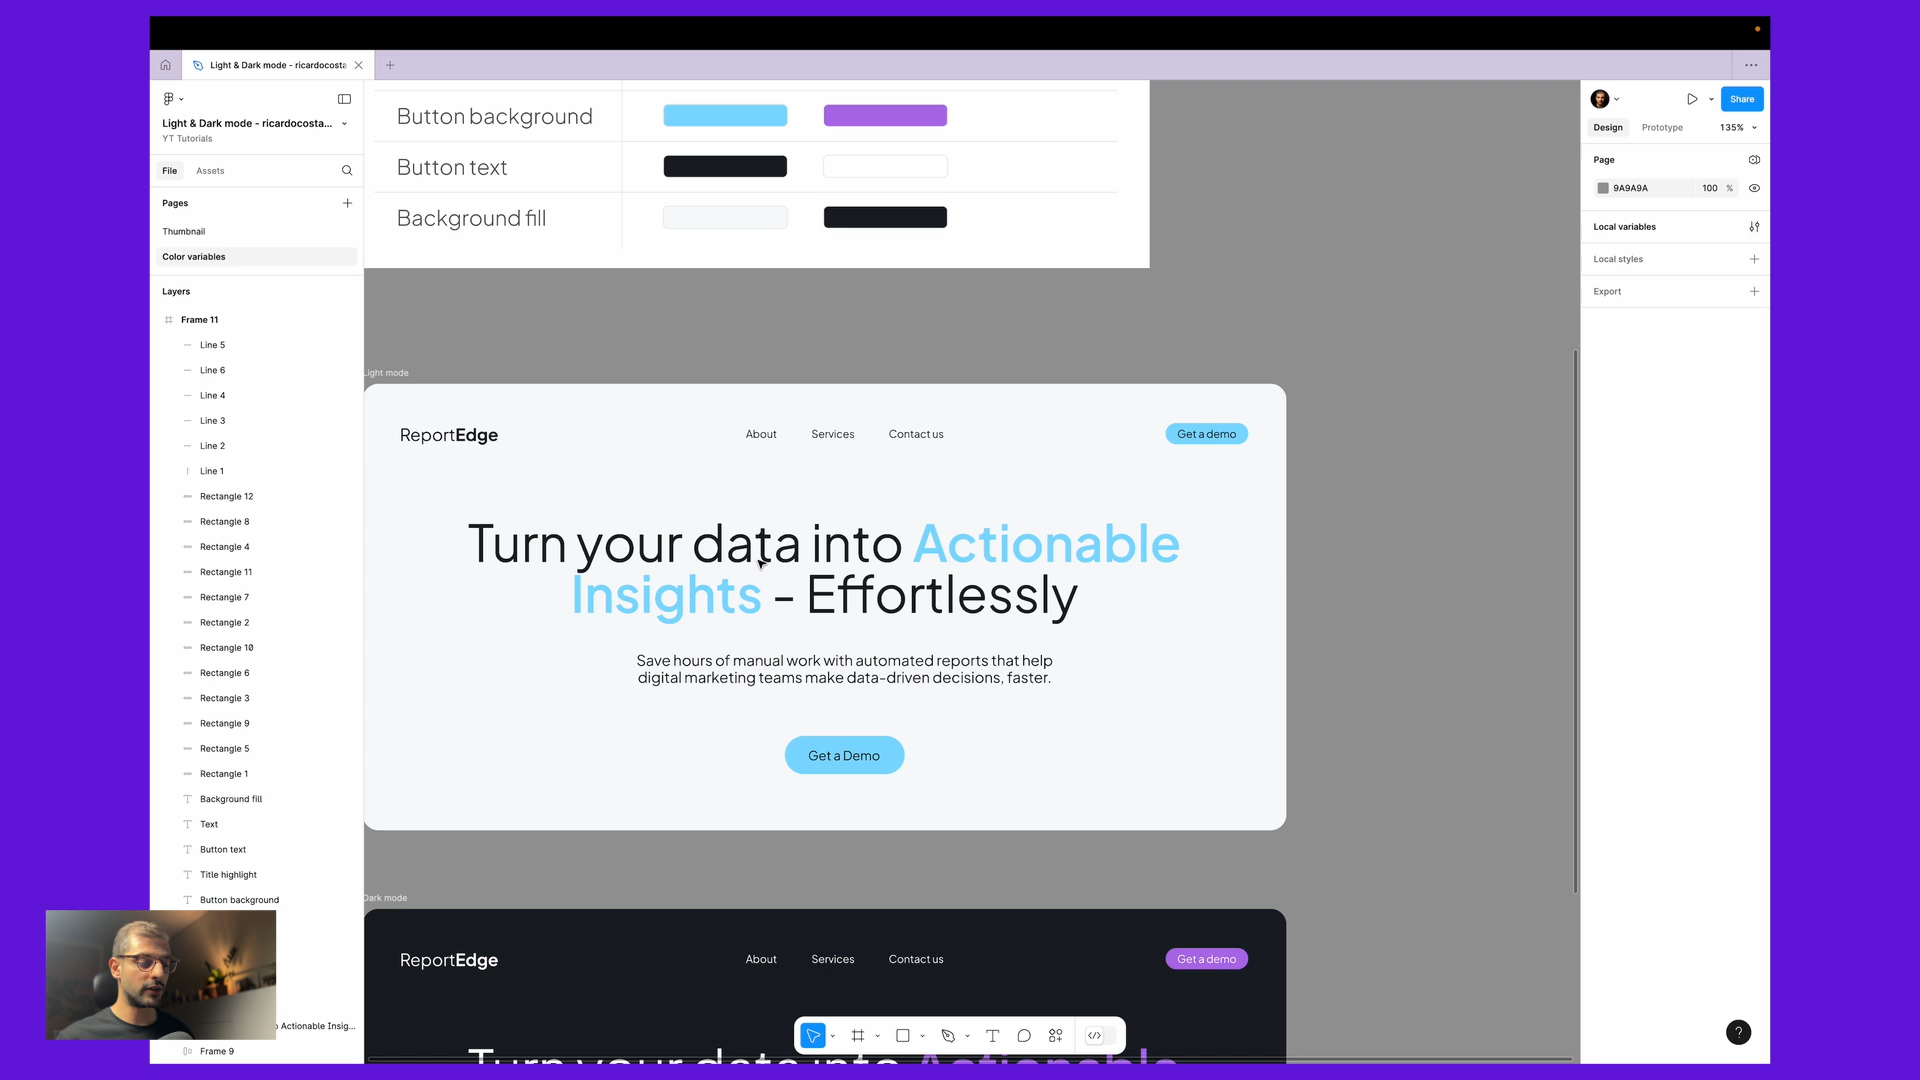 Light & Dark mode - ricardocosta
Light & Dark mode - ricardocosta...
YT Tutorials
File
Assets
Pages
Thumbnail
Color variables
Layers
Frame 11
Line 5
Line 6
Line 4
Line 3
Line 2
Line 1
Rectangle 12
Rectangle 8
Rectangle 4
Rectangle 11
Rectangle 7
Rectangle 2
Rectangle 10
Rectangle 6
Rectangle 3
Rectangle 9
Rectangle 5
Rectangle 1
Background fill
Text
Button text
Title highlight
Button background
o Actionable Insig...
Frame 9
Button background
Button text
Background fill
Light mode
ReportEdge
About
Services
Contact us
Get a demo
Turn your data into Actionable
Insights - Effortlessly
Save hours of manual work with automated reports that help
digital marketing teams make data-driven decisions, faster.
Get a Demo
Dark mode
ReportEdge
About
Services
Contact us
Get a demo
Turn your data into Actionable
Share
Design
Prototype
135%
Page
9A9A9A
100
%
Local variables
Local styles
Export
?